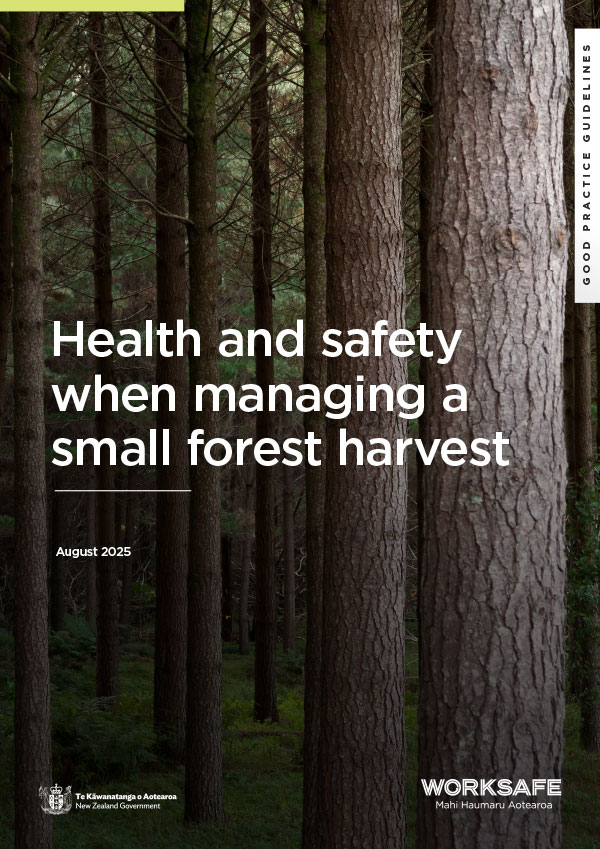 GOOD PRACTICE GUIDELINES
Health and safety
when managing a
small forest harvest
August 2025
Te Kāwanatanga o Aotearoa
New Zealand Government
WORKSAFE
Mahi Haumaru Aotearoa